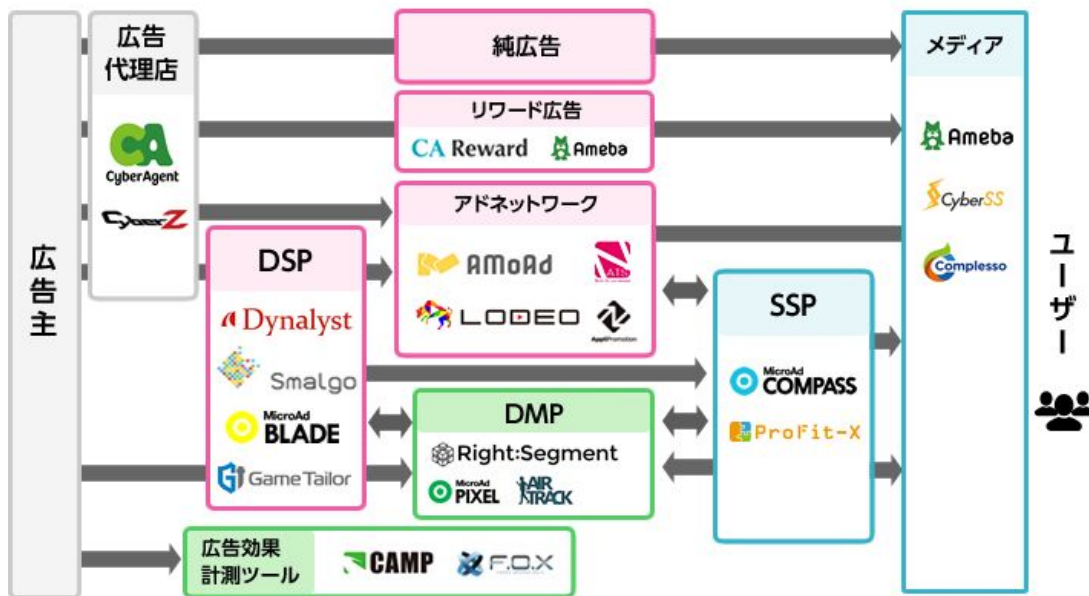 広告主
広告
代理店
CA
CyberAgent
CyberZ
純広告
リワード広告
CA Reward
Ameba
アドネットワーク
AMoAd
ATS
LODEO
AppliPromotion
DSP
Dynalyst
Smalgo
MicroAd
BLADE
GameTailor
DMP
Right:Segment
MicroAd
PIXEL
AIR
TRACK
SSP
MicroAd
COMPASS
ProFit-X
広告効果
計測ツール
CAMP
F.O.X
メディア
Ameba
CyberSS
Complesso
ユーザー